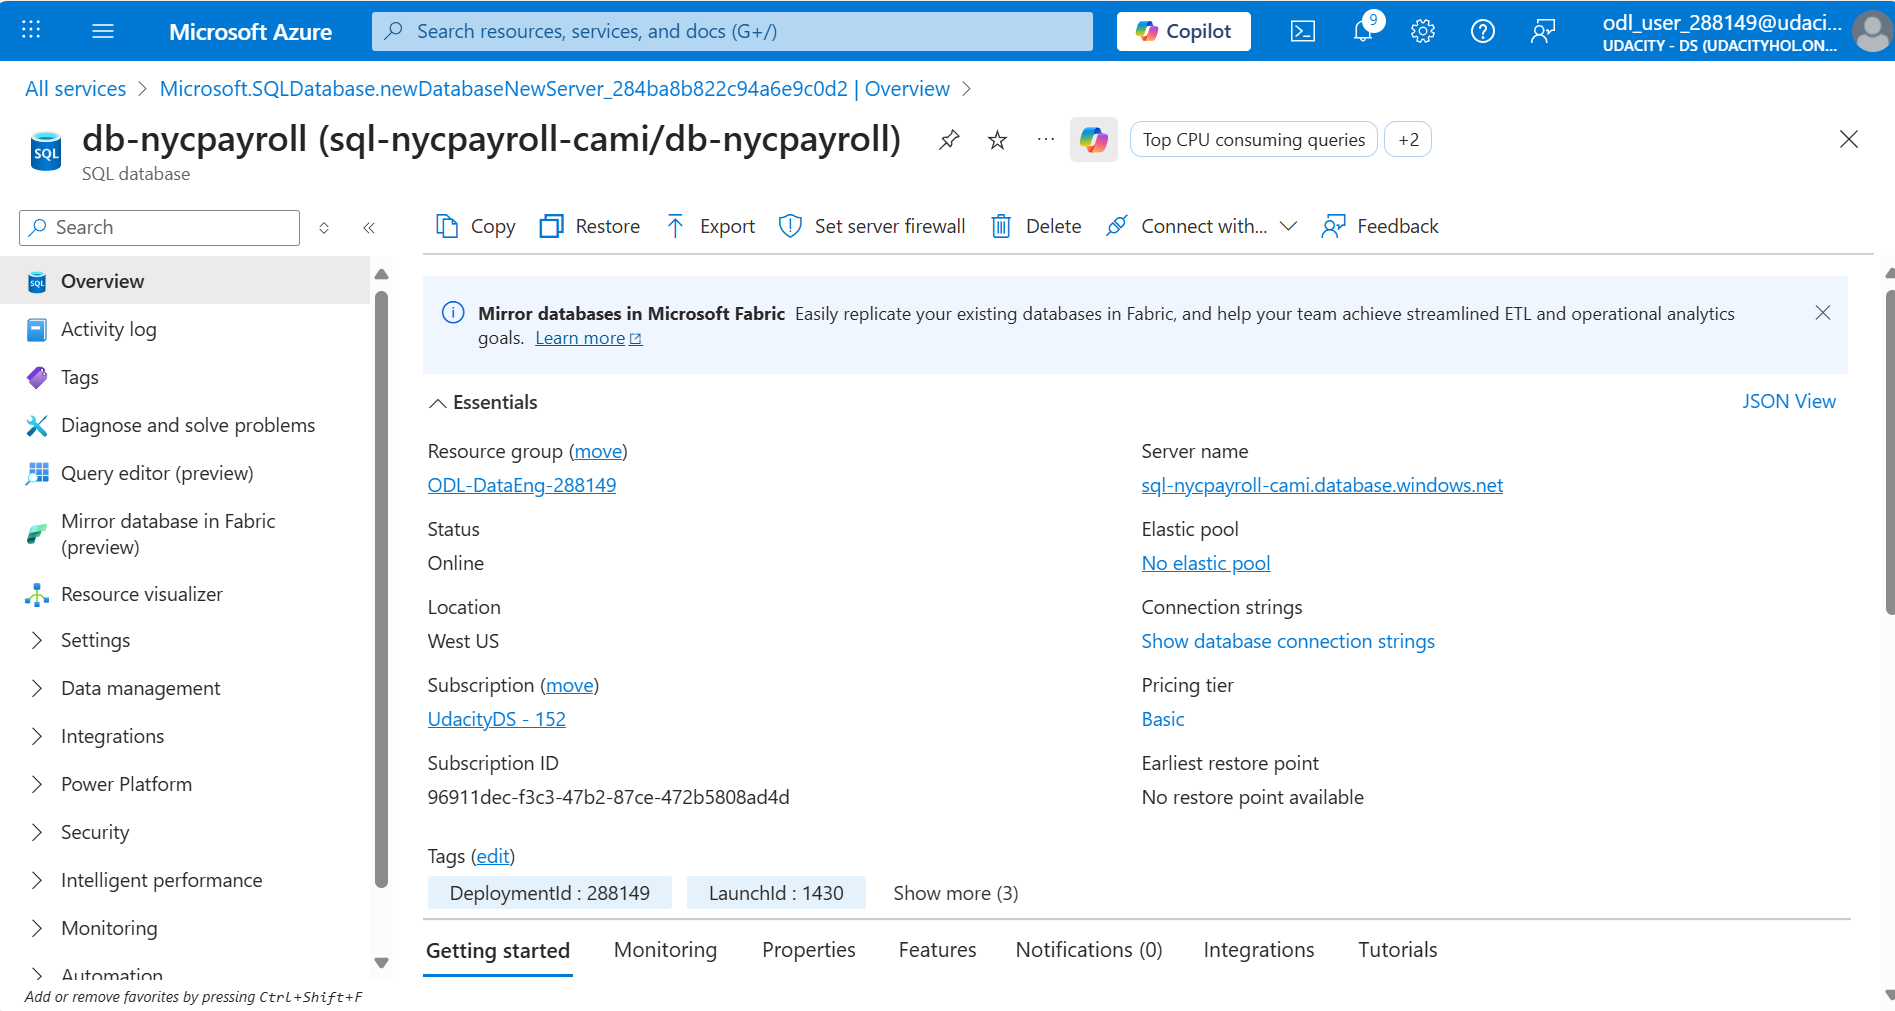 Microsoft Azure
Search resources, services, and docs (G+/)
Copilot
9
odl_user_288149@udaci...
UDACITY - DS (UDACITYHOL.ON...
All services > Microsoft.SQLDatabase.newDatabaseNewServer_284ba8b822c94a6e9c0d2 | Overview >
SQL
db-nycpayroll (sql-nycpayroll-cami/db-nycpayroll)
Top CPU consuming queries
+2
SQL database
Search
Copy
Restore
Export
Set server firewall
Delete
Connect with...
Feedback
SQL
Overview
Activity log
Tags
Diagnose and solve problems
Query editor (preview)
Mirror database in Fabric
(preview)
Resource visualizer
Settings
Data management
Integrations
Power Platform
Security
Intelligent performance
Monitoring
Automation
Add or remove favorites by pressing Ctrl+Shift+F
Mirror databases in Microsoft Fabric Easily replicate your existing databases in Fabric, and help your team achieve streamlined ETL and operational analytics
goals. Learn more
Essentials
JSON View
Resource group (move)
ODL-DataEng-288149
Status
Online
Location
West US
Subscription (move)
UdacityDS - 152
Subscription ID
96911dec-f3c3-47b2-87ce-472b5808ad4d
Server name
sql-nycpayroll-cami.database.windows.net
Elastic pool
No elastic pool
Connection strings
Show database connection strings
Pricing tier
Basic
Earliest restore point
No restore point available
Tags (edit)
DeploymentId : 288149
LaunchId : 1430
Show more (3)
Getting started
Monitoring
Properties
Features
Notifications (0)
Integrations
Tutorials